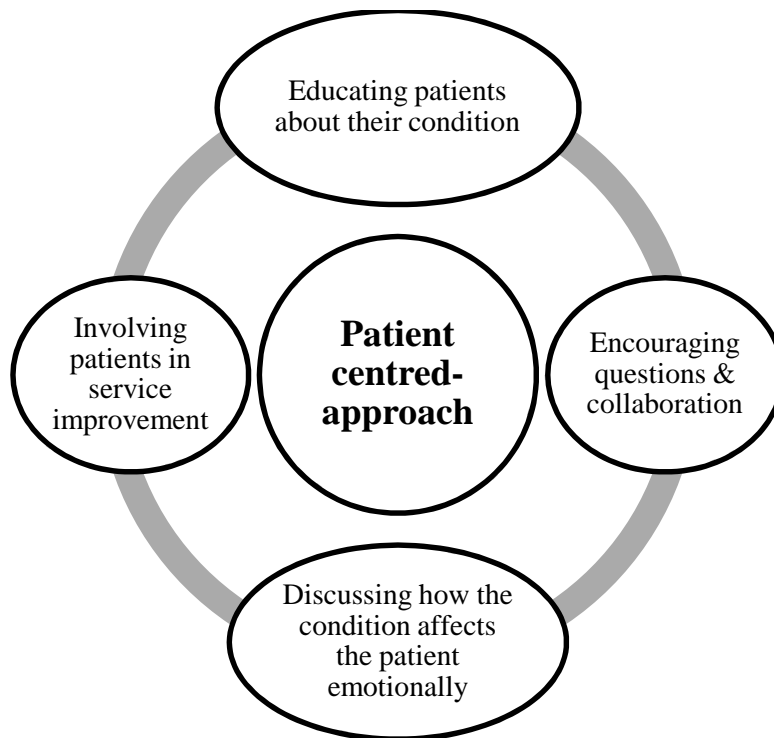 Educating patients
about their condition
Involving
patients in
service
improvement
Patient
centred-
approach
Encouraging
questions &
collaboration
Discussing how the
condition affects
the patient
emotionally